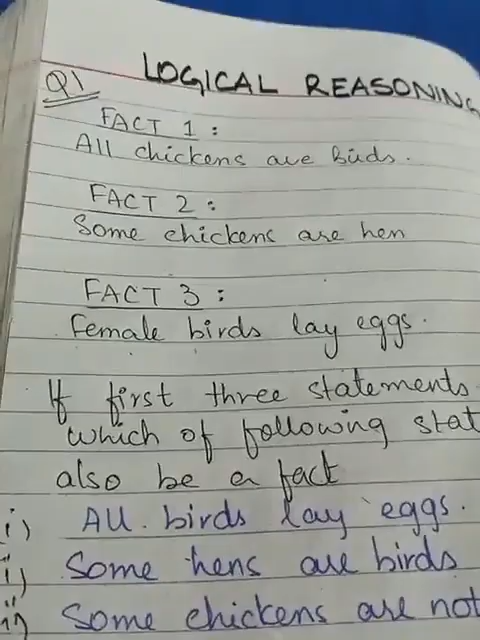 LOGICAL REASONING
Q1
FACT 1 :
All chickens are birds.
FACT 2 :
Some chickens are hen
FACT 3 :
Female birds lay eggs.
If first three statements
which of following stat
also be a fact
i) All birds lay eggs.
ii) Some hens are birds
iii) Some chickens are not